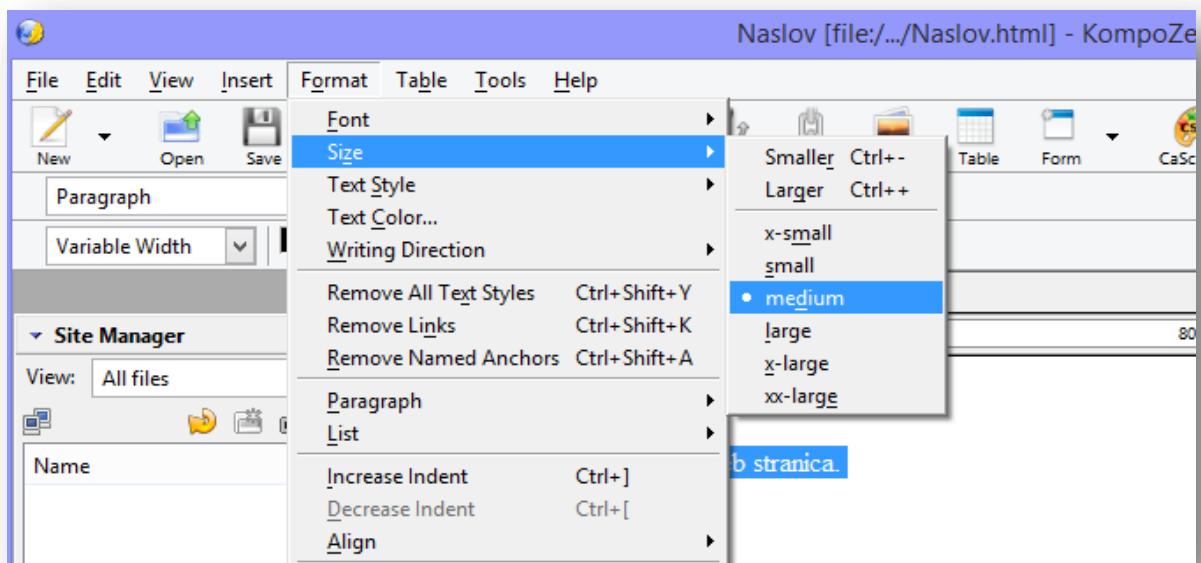 Naslov [file:/.../Naslov.html] - KompoZe
File Edit View Insert Format Table Tools Help
New Open Save Table Form CaSc
Paragraph
Variable Width
Site Manager
View: All files
Name
Font
Size
Text Style
Text Color...
Writing Direction
Remove All Text Styles Ctrl+Shift+Y
Remove Links Ctrl+Shift+K
Remove Named Anchors Ctrl+Shift+A
Paragraph
List
Increase Indent Ctrl+]
Decrease Indent Ctrl+[
Align
Smaller Ctrl+-
Larger Ctrl++
x-small
small
medium
large
x-large
xx-large
80
b stranica.